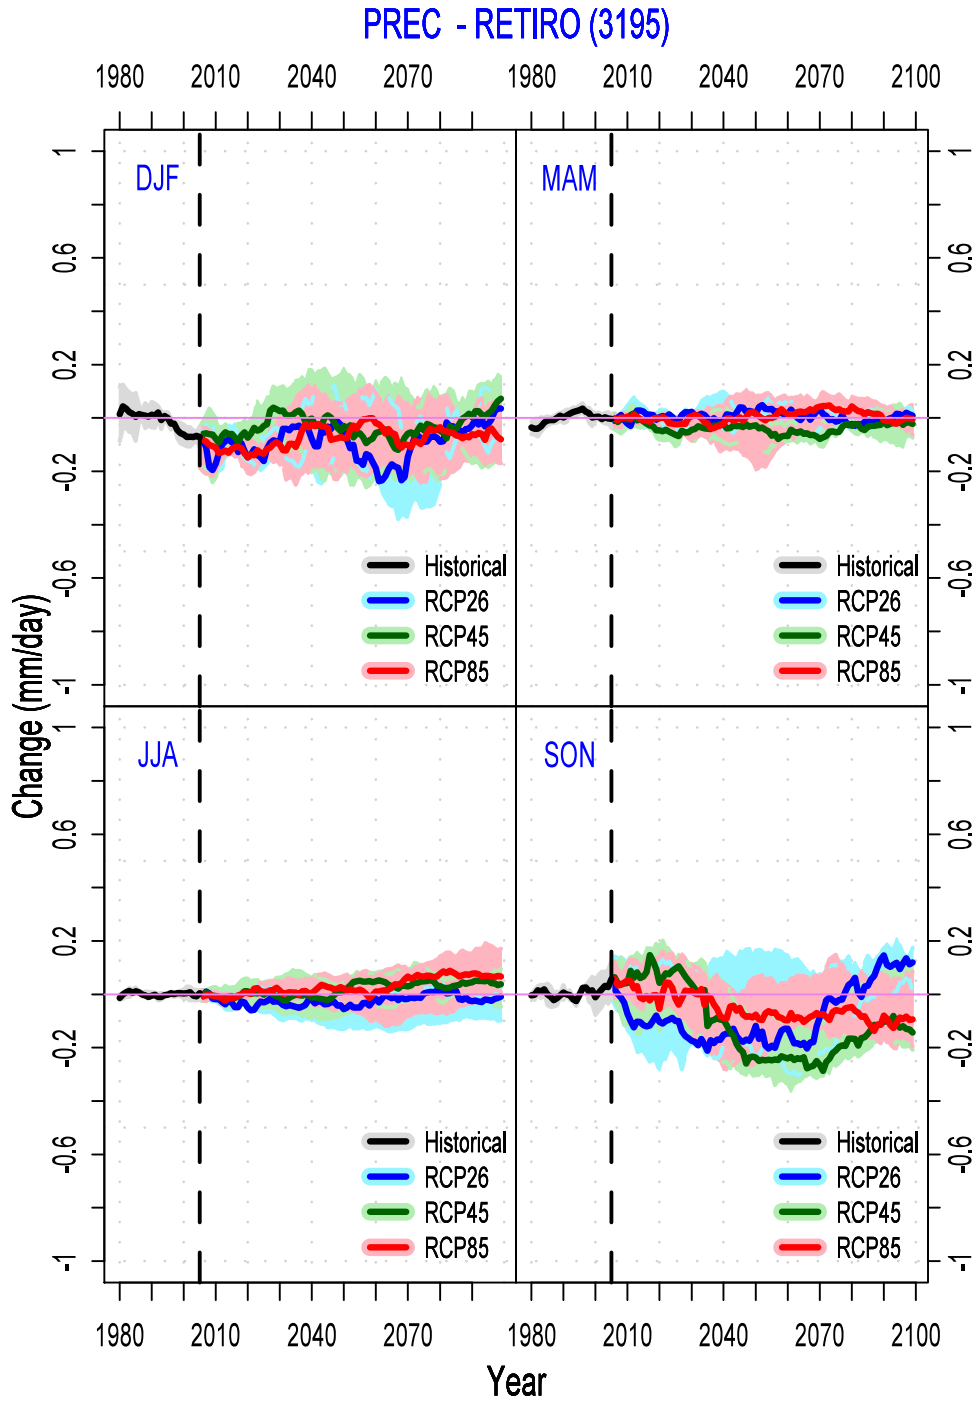 PREC - RETIRO (3195)
1980 2010 2040 2070 1980 2010 2040 2070 2100
DJF MAM
1 0.6 0.2 -0.2 -0.6 -1
1 0.6 0.2 -0.2 -0.6 -1
Historical
RCP26
RCP45
RCP85
Historical
RCP26
RCP45
RCP85
Change (mm/day)
JJA SON
1 0.6 0.2 -0.2 -0.6 -1
1 0.6 0.2 -0.2 -0.6 -1
Historical
RCP26
RCP45
RCP85
Historical
RCP26
RCP45
RCP85
1980 2010 2040 2070 1980 2010 2040 2070 2100
Year